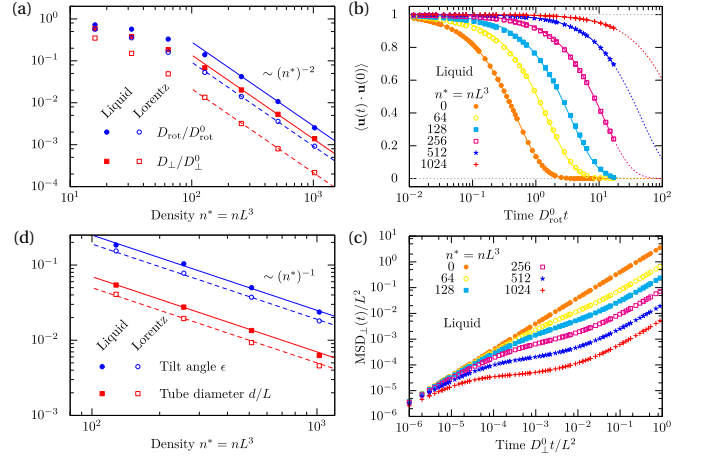 (a)
10^0
10^-1
10^-2
10^-3
10^-4
10^2
10^3
∼ (n*)^-2
Liquid
Lorentz
D_rot/D^0_rot
D_⊥/D^0_⊥
Density n* = nL^3
(b)
1
0.8
0.6
0.4
0.2
0
10^-2
10^-1
10^0
10^1
10^2
⟨u(t) · u(0)⟩
Liquid
n* = nL^3
0
64
128
256
512
1024
Time D^0_rot t
(d)
10^-1
10^-2
10^-3
10^2
10^3
∼ (n*)^-1
Liquid
Lorentz
Tilt angle ϵ
Tube diameter d/L
Density n* = nL^3
(c)
10^1
10^0
10^-1
10^-2
10^-3
10^-4
10^-5
10^-6
10^-6
10^-5
10^-4
10^-3
10^-2
10^-1
10^0
MSD_⊥(t)/L^2
n* = nL^3
0
64
128
256
512
1024
Liquid
Time D^0_⊥ t/L^2